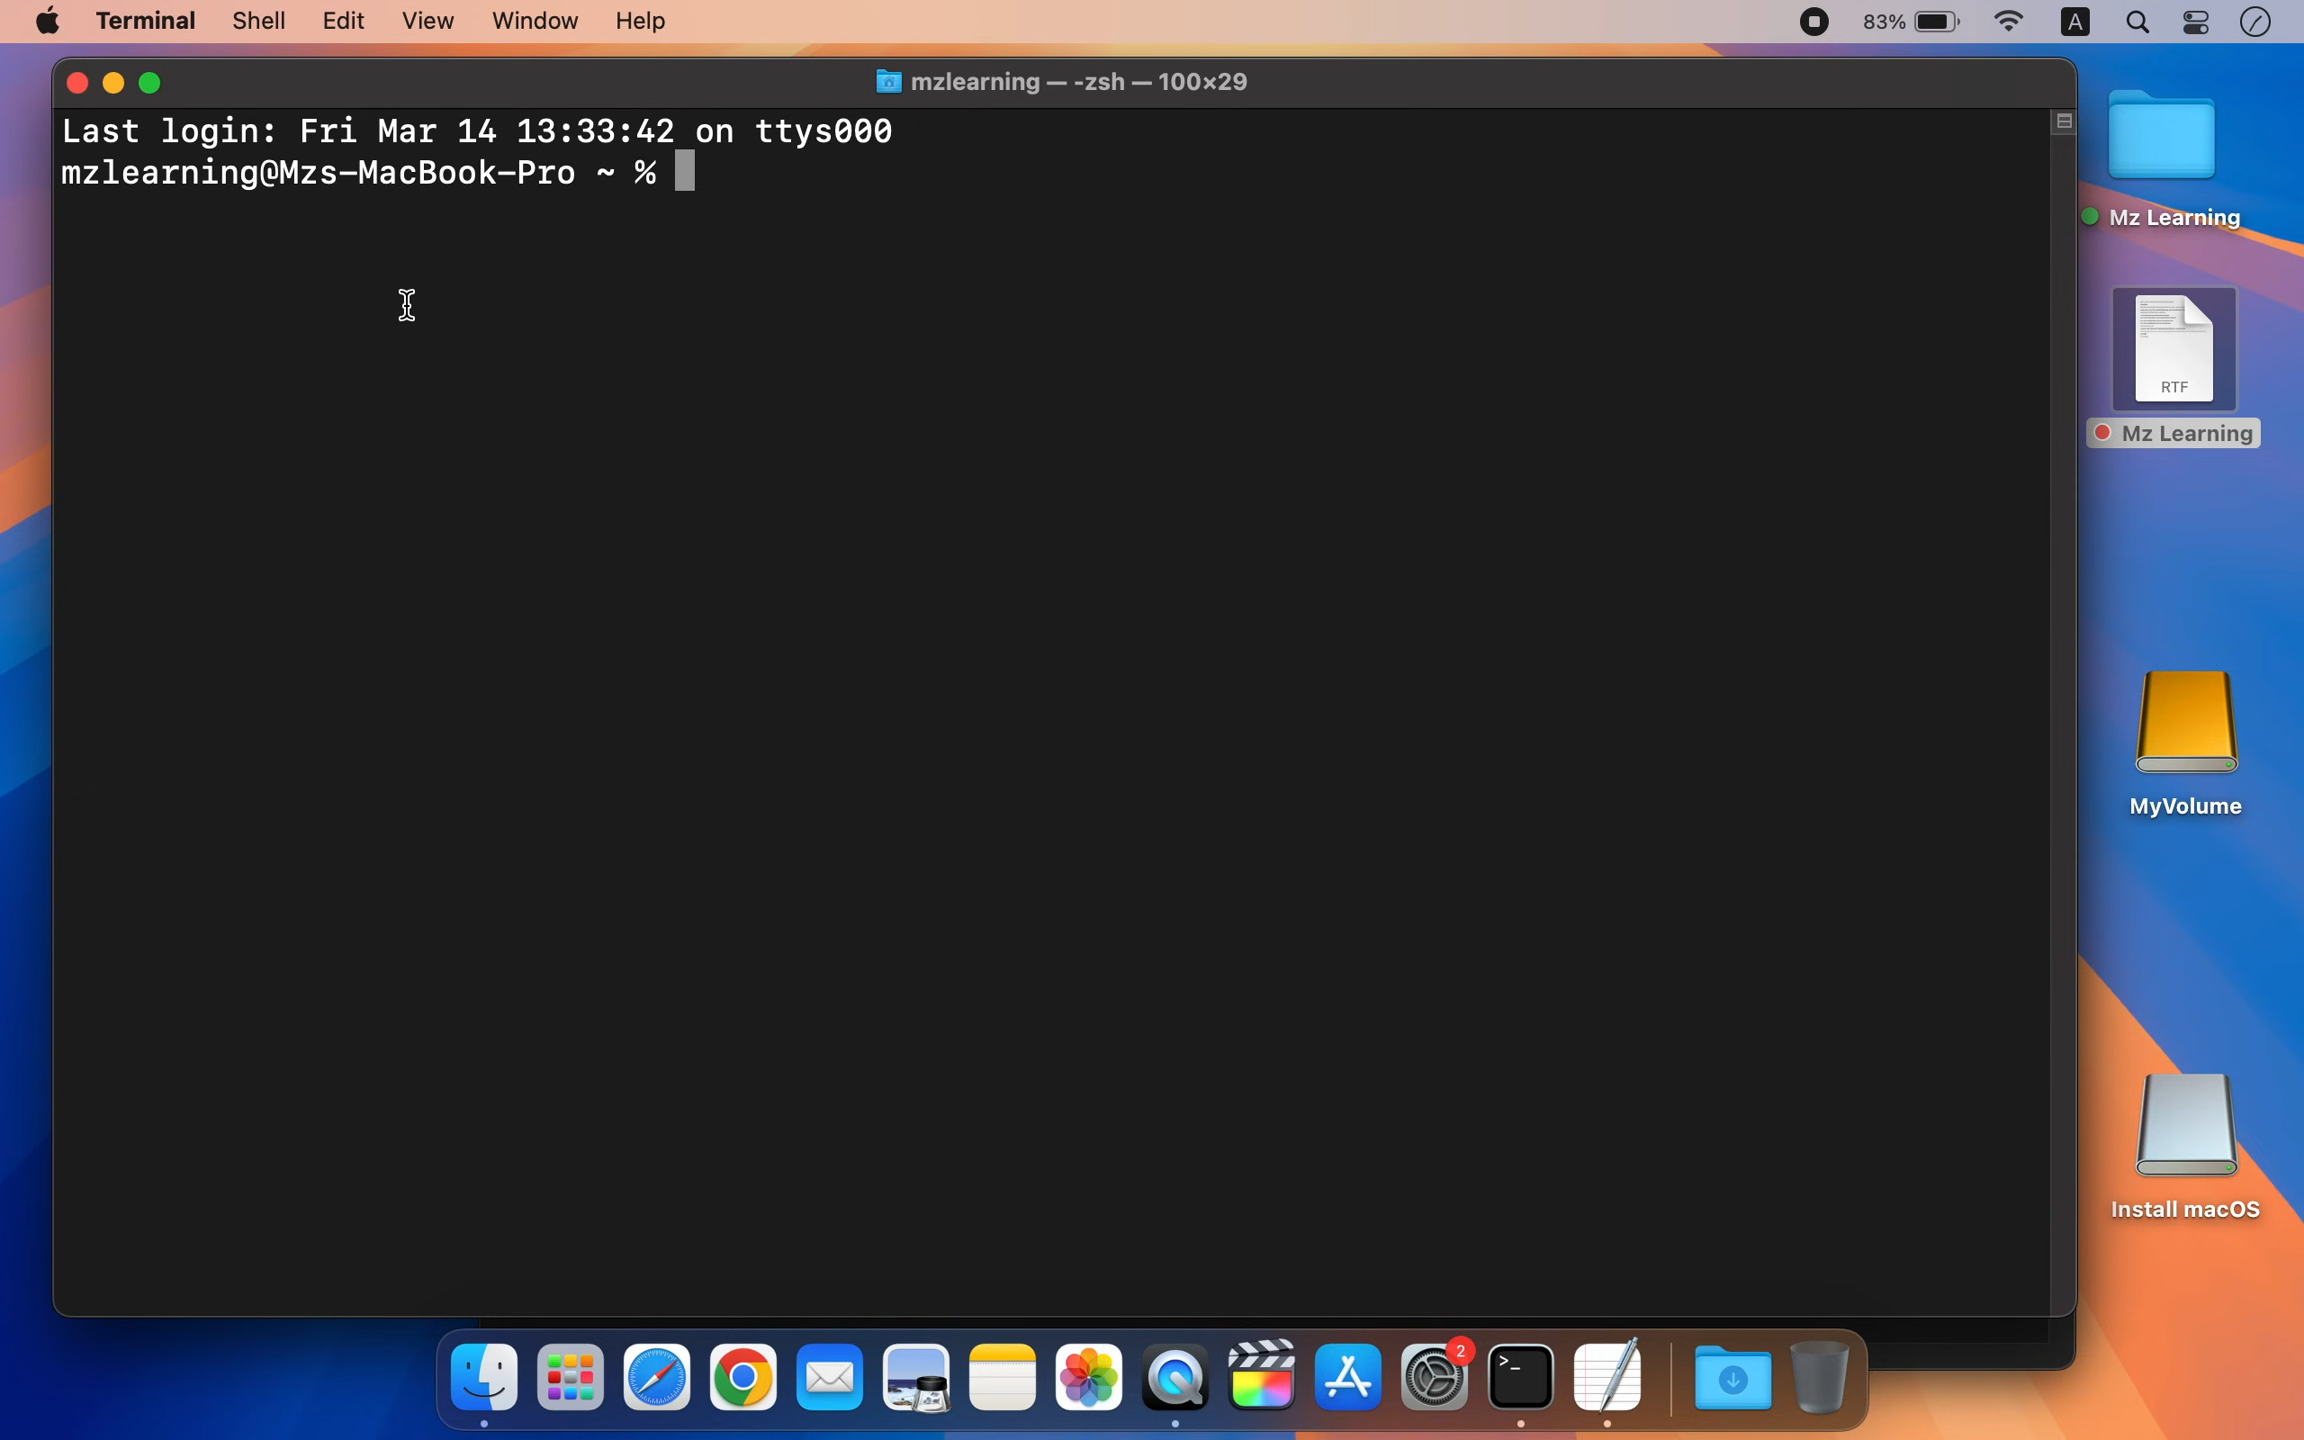 Terminal Shell Edit View Window Help 83% A
mzlearning — -zsh — 100×29
Last login: Fri Mar 14 13:33:42 on ttys000
mzlearning@Mzs-MacBook-Pro ~ %
Mz Learning
RTF
Mz Learning
MyVolume
Install macOS
2
>_